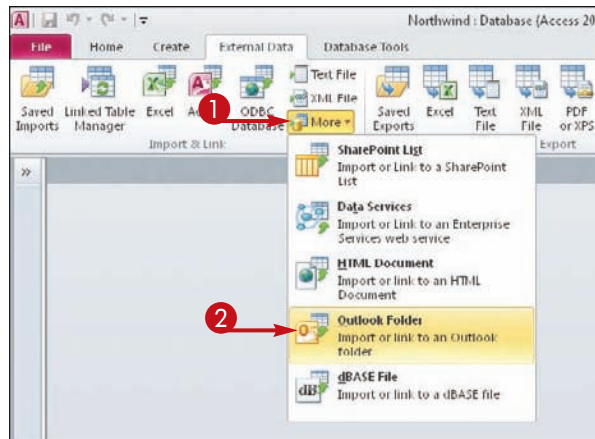 Northwind : Database (Access 20
File Home Create External Data Database Tools
Saved Imports
Linked Table Manager
Excel
ODBC Database
Text File
XML File
More
Import & Link
Saved Exports
Excel
Text File
XML File
PDF or XPS
Export
1
SharePoint List
Import or Link to a SharePoint
List
Data Services
Import or Link to an Enterprise
Services web service
HTML Document
Import or link to an HTML
Document
2
Outlook Folder
Import or link to an Outlook
folder
dBASE File
Import or link to a dBASE file